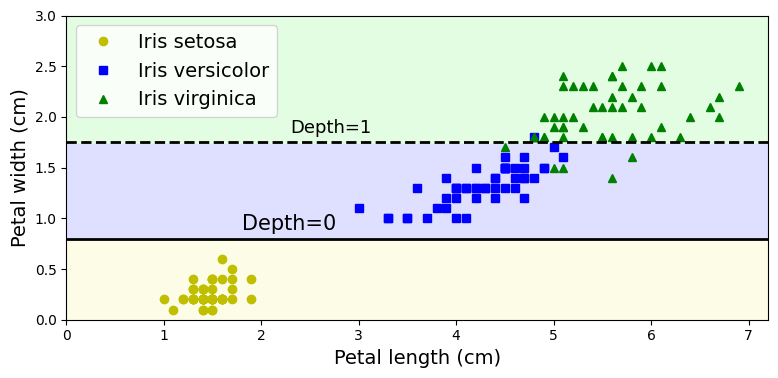 3.0
2.5
2.0
1.5
1.0
0.5
0.0
Petal width (cm)
Iris setosa
Iris versicolor
Iris virginica
Depth=1
Depth=0
0 1 2 3 4 5 6 7
Petal length (cm)